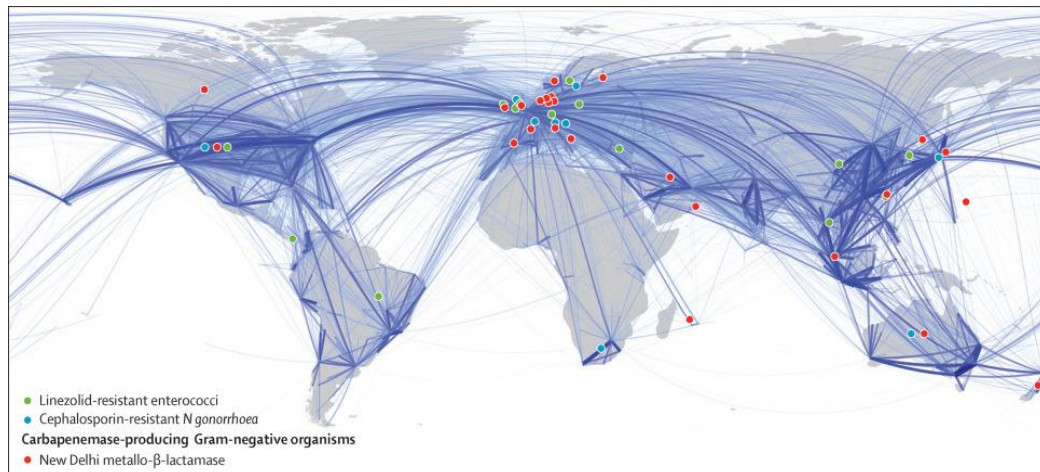 Linezolid-resistant enterococci
Cephalosporin-resistant N gonorrhoea
Carbapenemase-producing Gram-negative organisms
New Delhi metallo-β-lactamase